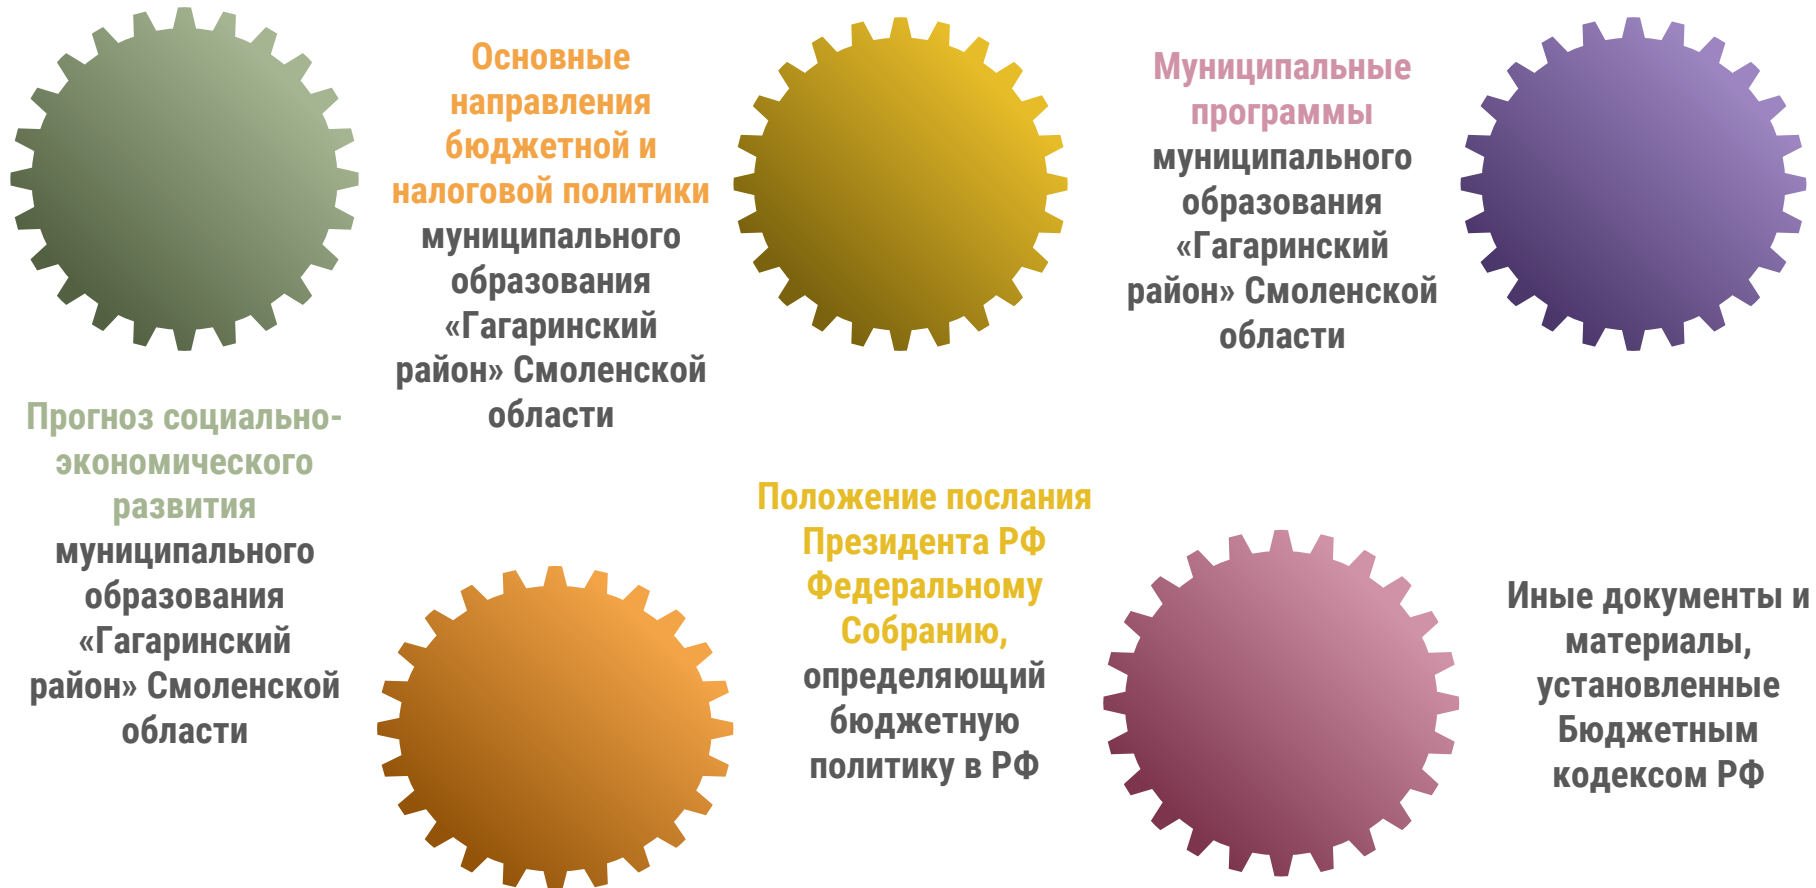 Прогноз социально-
экономического
развития
муниципального
образования
«Гагаринский
район» Смоленской
области
Основные
направления
бюджетной и
налоговой политики
муниципального
образования
«Гагаринский
район» Смоленской
области
Положение послания
Президента РФ
Федеральному
Собранию,
определяющий
бюджетную
политику в РФ
Муниципальные
программы
муниципального
образования
«Гагаринский
район» Смоленской
области
Иные документы и
материалы,
установленные
Бюджетным
кодексом РФ